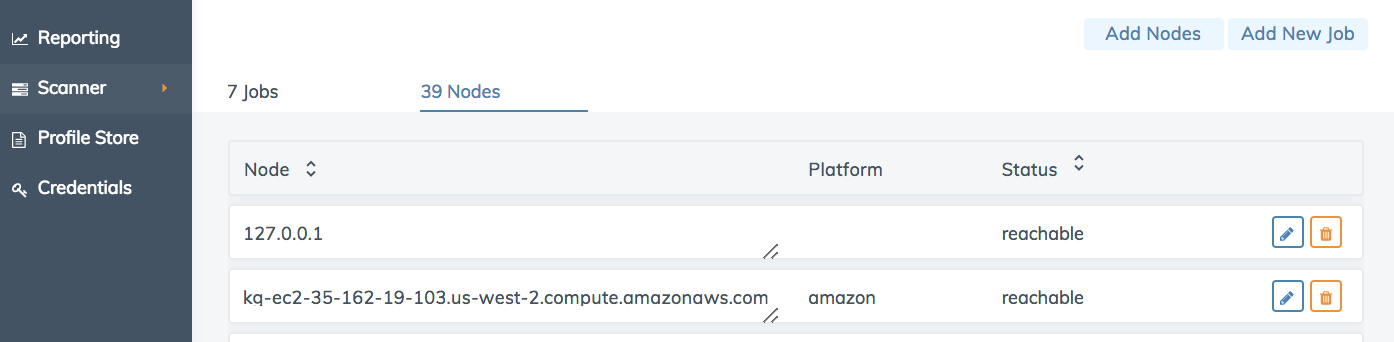 Reporting
Scanner
Profile Store
Credentials
Add Nodes Add New Job
7 Jobs 39 Nodes
Node Platform Status
127.0.0.1 reachable
kq-ec2-35-162-19-103.us-west-2.compute.amazonaws.com amazon reachable